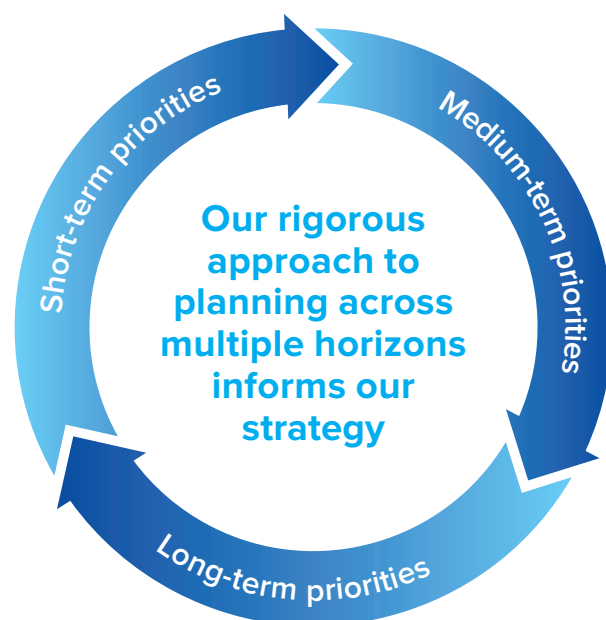 Short-term priorities
Medium-term priorities
Our rigorous
approach to
planning across
multiple horizons
informs our
strategy
Long-term priorities